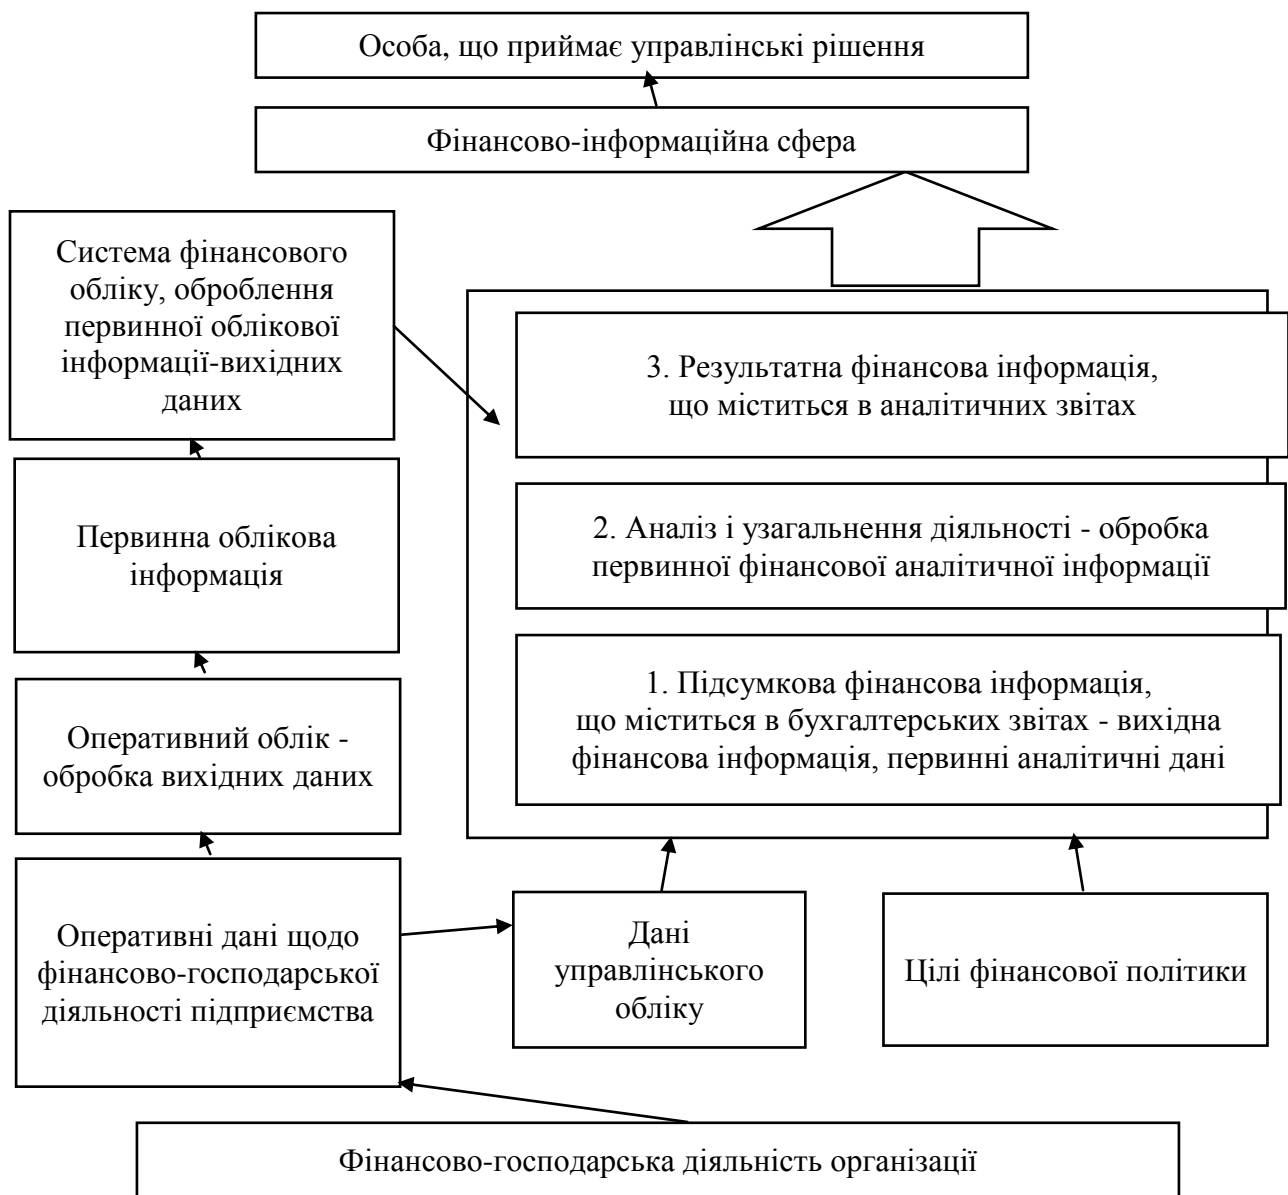 Особа, що приймає управлінські рішення
Фінансово-інформаційна сфера
Система фінансового
обліку, оброблення
первинної облікової
інформації-вихідних
даних
3. Результатна фінансова інформація,
що міститься в аналітичних звітах
Первинна облікова
інформація
2. Аналіз і узагальнення діяльності - обробка
первинної фінансової аналітичної інформації
1. Підсумкова фінансова інформація,
що міститься в бухгалтерських звітах - вихідна
фінансова інформація, первинні аналітичні дані
Оперативний облік -
обробка вихідних даних
Оперативні дані щодо
фінансово-господарської
діяльності підприємства
Дані
управлінського
обліку
Цілі фінансової політики
Фінансово-господарська діяльність організації